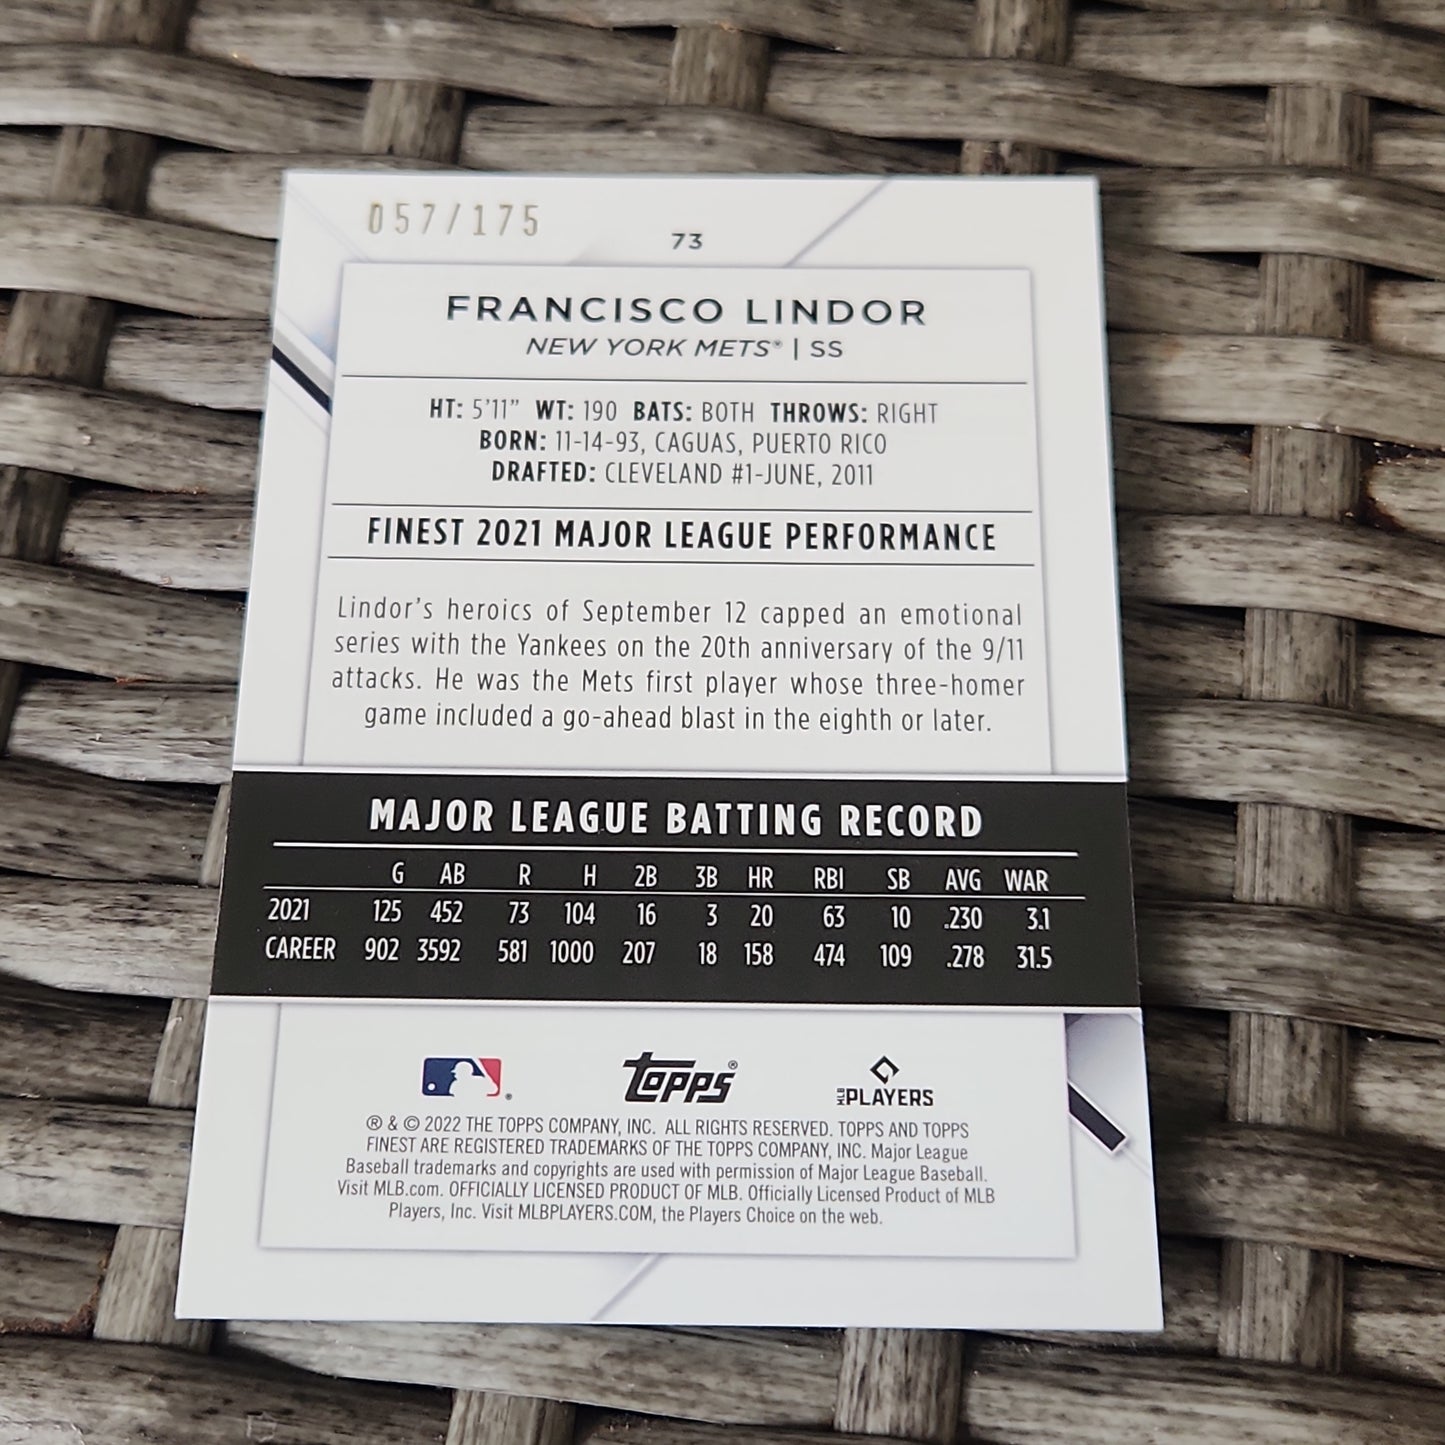 057/175
73
FRANCISCO LINDOR
NEW YORK METS® | SS
HT: 5'11" WT: 190 BATS: BOTH THROWS: RIGHT
BORN: 11-14-93, CAGUAS, PUERTO RICO
DRAFTED: CLEVELAND #1-JUNE, 2011
FINEST 2021 MAJOR LEAGUE PERFORMANCE
Lindor's heroics of September 12 capped an emotional
series with the Yankees on the 20th anniversary of the 9/11
attacks. He was the Mets first player whose three-homer
game included a go-ahead blast in the eighth or later.
MAJOR LEAGUE BATTING RECORD
G AB R H 2B 3B HR RBI SB AVG WAR
2021 125 452 73 104 16 3 20 63 10 .230 3.1
CAREER 902 3592 581 1000 207 18 158 474 109 .278 31.5
® topps® MLB PLAYERS
® & © 2022 THE TOPPS COMPANY, INC. ALL RIGHTS RESERVED. TOPPS AND TOPPS
FINEST ARE REGISTERED TRADEMARKS OF THE TOPPS COMPANY, INC. Major League
Baseball trademarks and copyrights are used with permission of Major League Baseball.
Visit MLB.com. OFFICIALLY LICENSED PRODUCT OF MLB. Officially Licensed Product of MLB
Players, Inc. Visit MLBPLAYERS.COM, the Players Choice on the web.